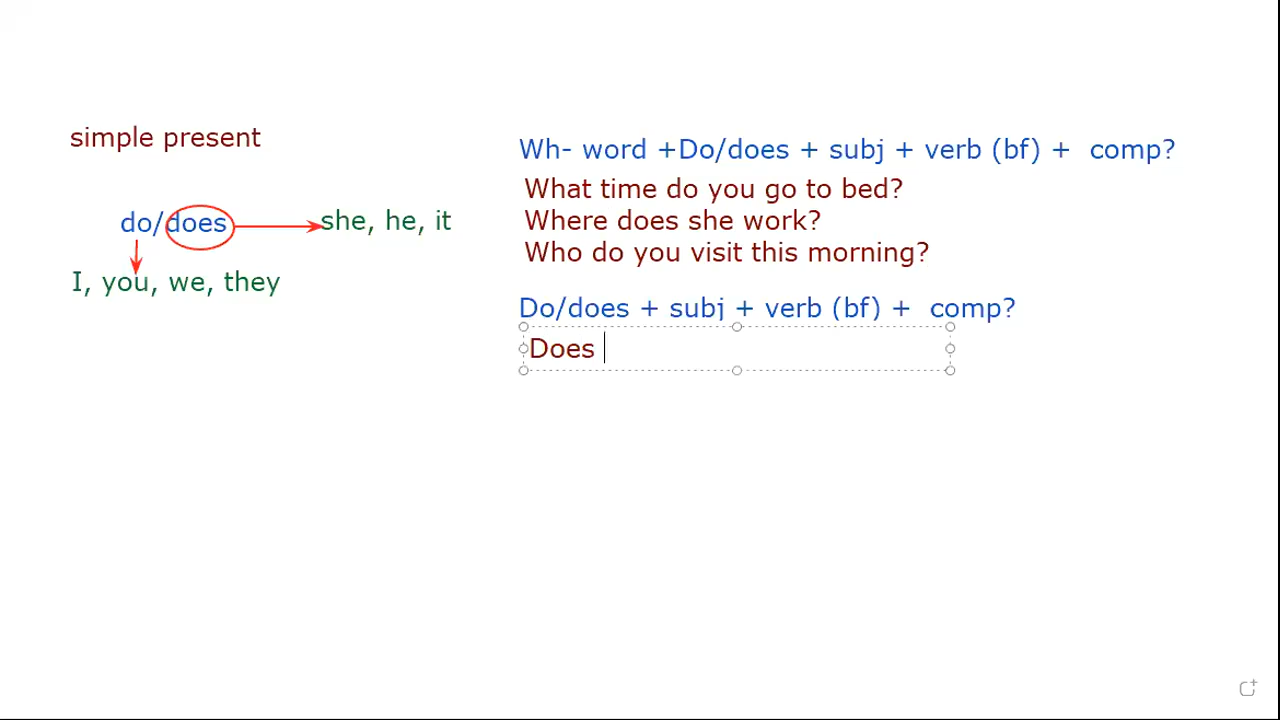 simple present
do/does
she, he, it
I, you, we, they
Wh- word +Do/does + subj + verb (bf) +  comp?
What time do you go to bed?
Where does she work?
Who do you visit this morning?
Do/does + subj + verb (bf) +  comp?
Does